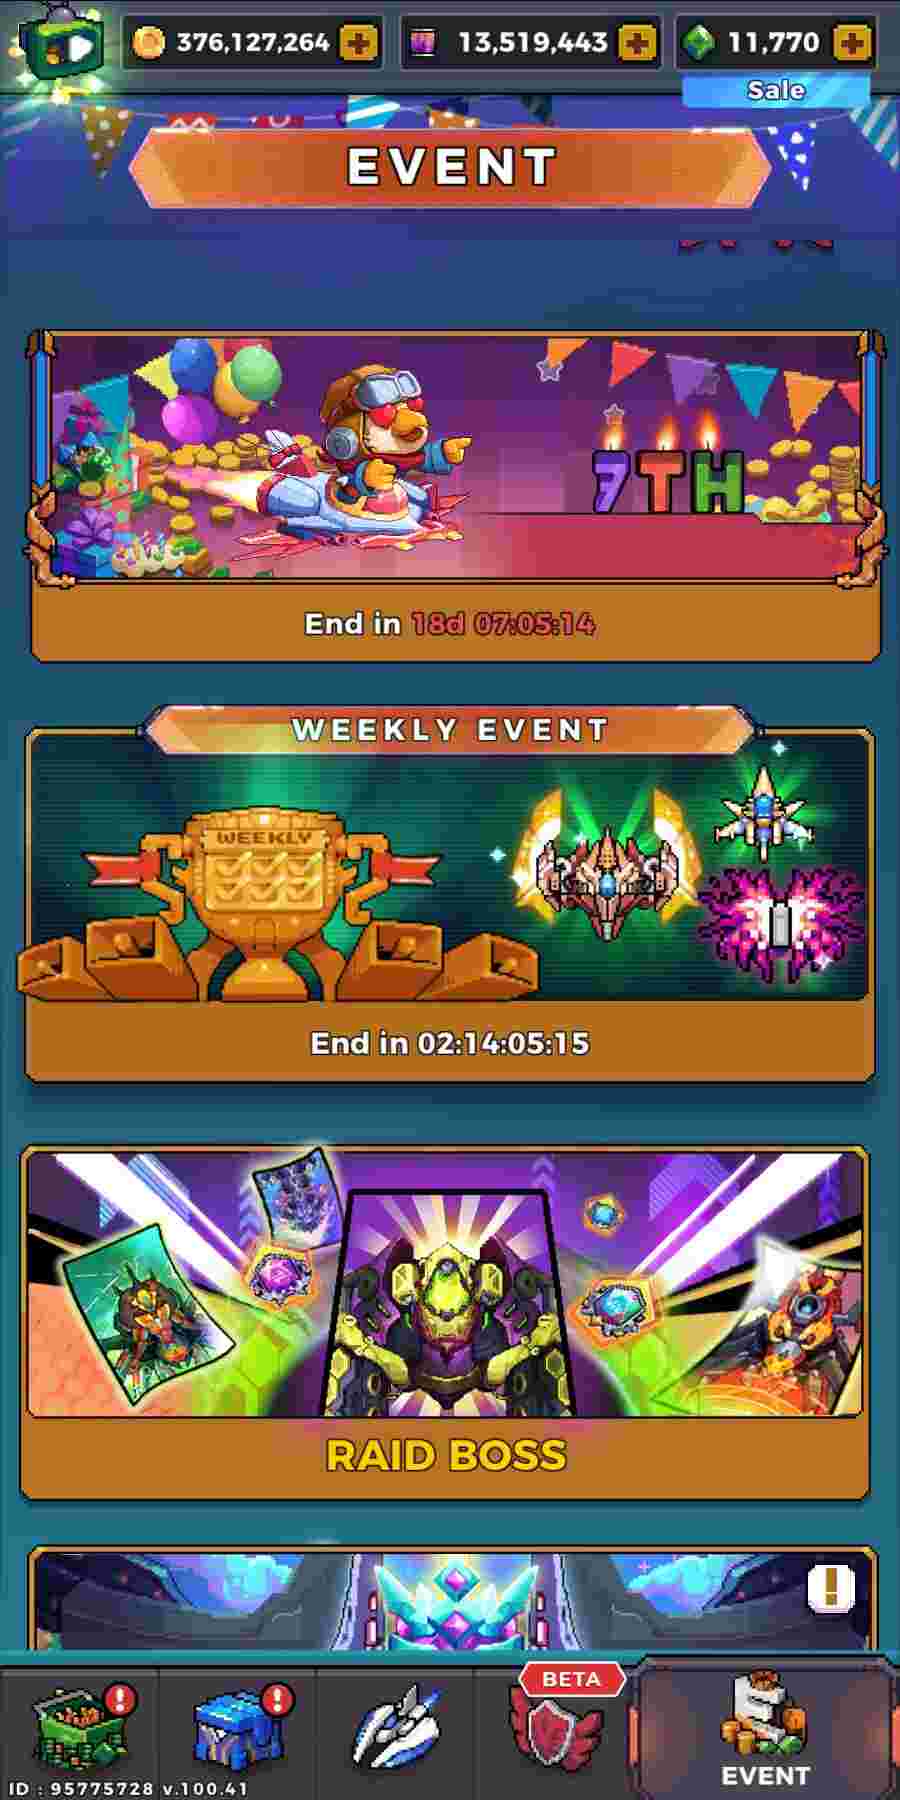 376,127,264
13,519,443
11,770
Sale
EVENT
7TH
End in 18d 07:05:14
WEEKLY EVENT
WEEKLY
End in 02:14:05:15
RAID BOSS
BETA
EVENT
ID : 95775728 v.100.41